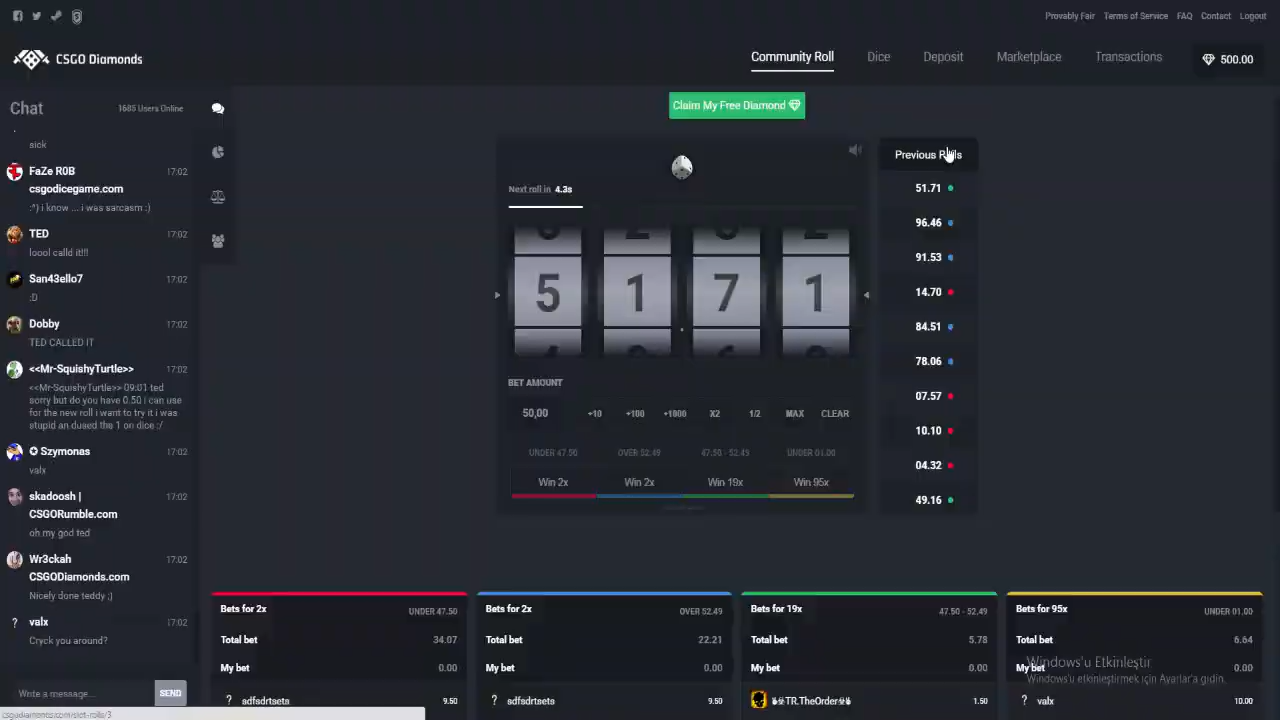 Provably Fair Terms of Service FAQ Contact Logout
CSGO Diamonds
Community Roll Dice Deposit Marketplace Transactions 500.00
Chat 1685 Users Online
Claim My Free Diamond
sick
FaZe R0B 17:02
csgodicegame.com
:^) i know ... i was sarcasm :)
TED 17:02
loool calld it!!!
San43ello7 17:02
;D
Dobby 17:02
TED CALLED IT
<<Mr-SquishyTurtle>> 17:02
<<Mr-SquishyTurtle>> 09:01 ted
sorry but do you have 0.50 i can use
for the new roll i want to try it i was
stupid an dused the 1 on dice :/
✪ Szymonas 17:02
valx
skadoosh | 17:02
CSGORumble.com
oh my god ted
Wr3ckah 17:02
CSGODiamonds.com
Nicely done teddy ;)
valx 17:02
Cryck you around?
Write a message... SEND
csgodiamonds.com/slot-rolls/3
Next roll in 4.3s
5 1 7 1
BET AMOUNT
50,00 +10 +100 +1000 X2 1/2 MAX CLEAR
UNDER 47.50 OVER 52.49 47.50 - 52.49 UNDER 01.00
Win 2x Win 2x Win 19x Win 95x
Previous Rolls
51.71
96.46
91.53
14.70
84.51
78.06
07.57
10.10
04.32
49.16
Bets for 2x UNDER 47.50
Total bet 34.07
My bet 0.00
? sdfsdrtsets 9.50
Bets for 2x OVER 52.49
Total bet 22.21
My bet 0.00
? sdfsdrtsets 9.50
Bets for 19x 47.50 - 52.49
Total bet 5.78
My bet 0.00
TR.TheOrder 1.50
Bets for 95x UNDER 01.00
Total bet 6.64
My bet 0.00
? valx 10.00
Windows'u Etkinleştir
Windows'u etkinleştirmek için Ayarlar'a gidin.